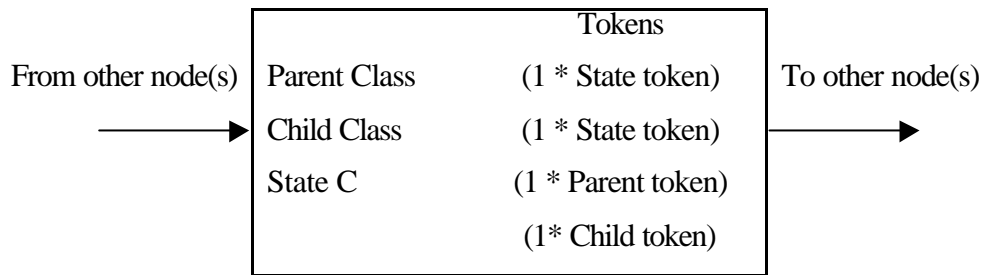 Tokens
From other node(s) Parent Class (1 * State token) To other node(s)
Child Class (1 * State token)
State C (1 * Parent token)
(1* Child token)